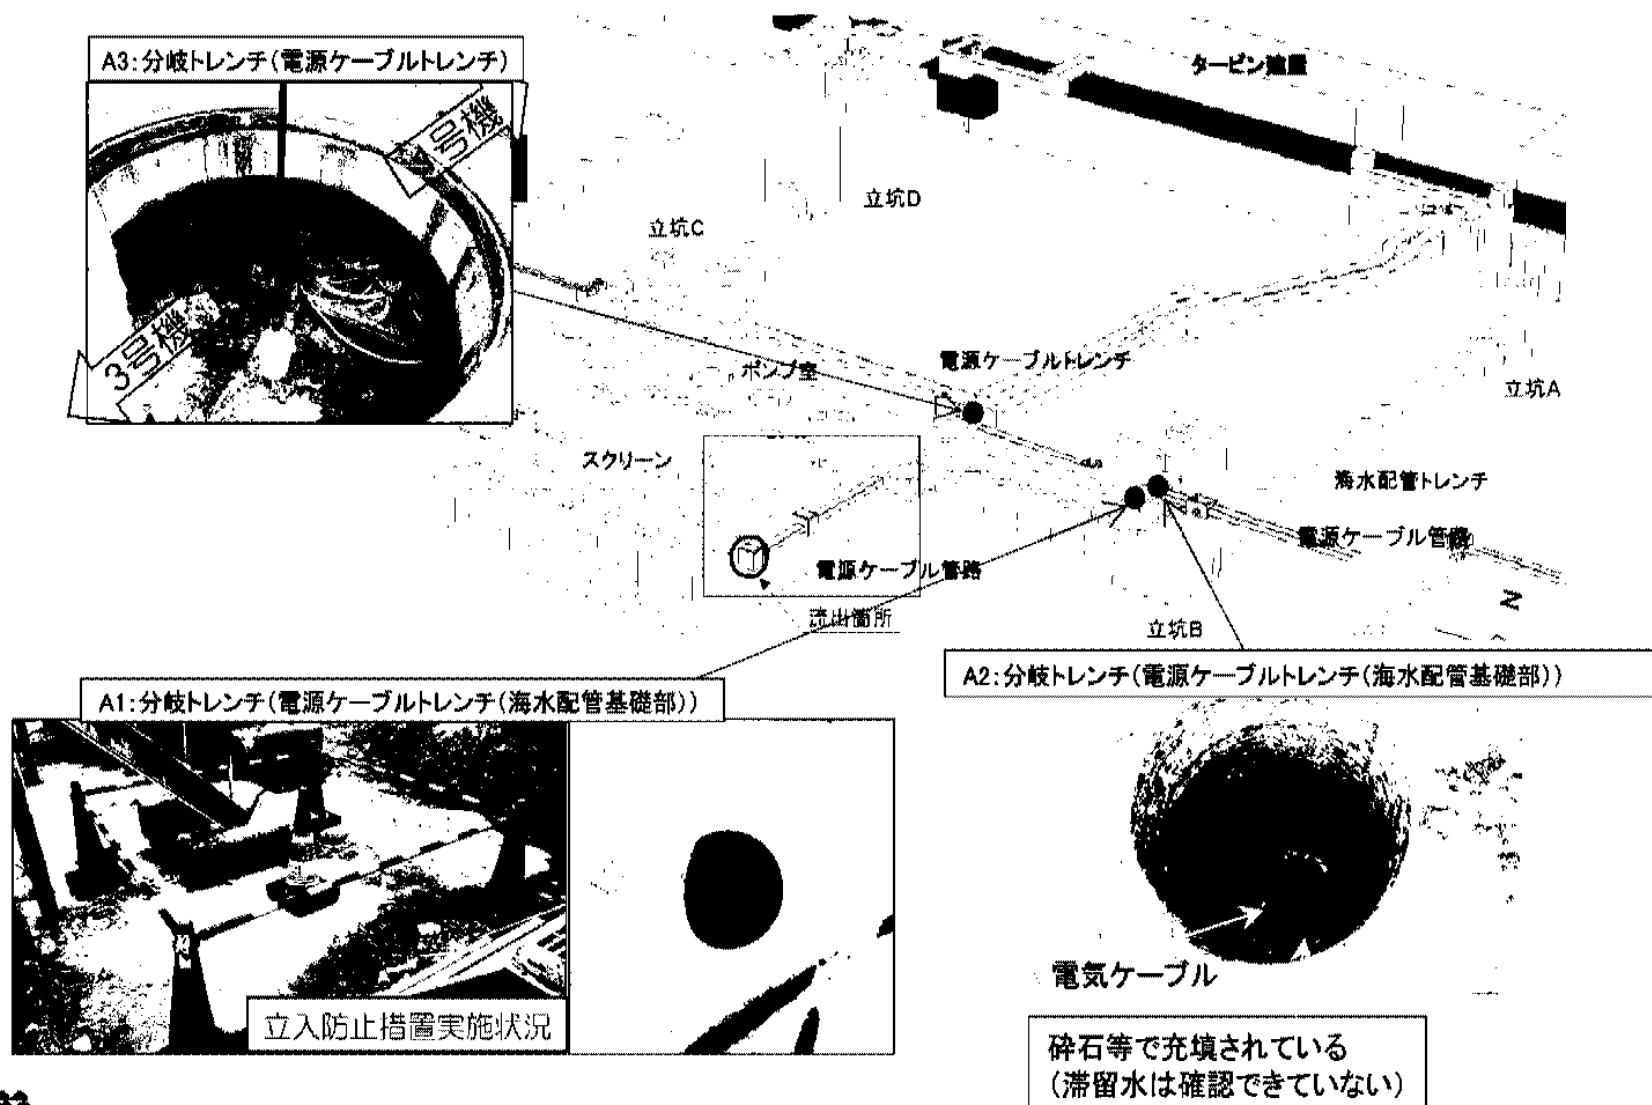 A3:分岐トレンチ(電源ケーブルトレンチ)
タービン建屋
1号機
3号機
立坑D
立坑C
電源ケーブルトレンチ
ポンプ室
立坑A
スクリーン
海水配管トレンチ
電源ケーブル管路
電源ケーブル管路
流出箇所
立坑B
N
A2:分岐トレンチ(電源ケーブルトレンチ(海水配管基礎部))
A1:分岐トレンチ(電源ケーブルトレンチ(海水配管基礎部))
電気ケーブル
立入防止措置実施状況
砕石等で充填されている
(滞留水は確認できていない)